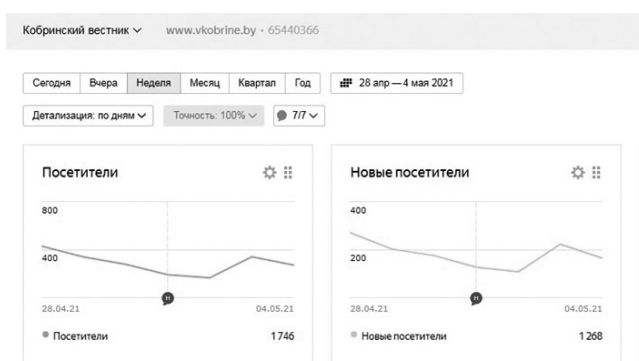 Кобринский вестник www.vkobrine.by · 65440366
Сегодня Вчера Неделя Месяц Квартал Год 28 апр — 4 мая 2021
Детализация: по дням Точность: 100% 7/7
Посетители
800
400
28.04.21 04.05.21
Н
Посетители 1 746
Новые посетители
400
200
28.04.21 04.05.21
Н
Новые посетители 1 268